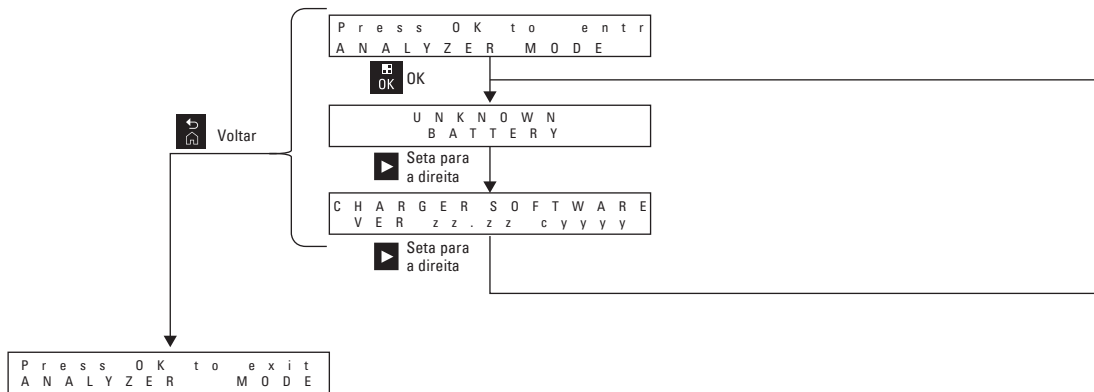 Press OK to entr
ANALYZER MODE
OK
OK
UNKNOWN
BATTERY
Voltar
Seta para
a direita
CHARGER SOFTWARE
VER zz.zz cyyyy
Seta para
a direita
Press OK to exit
ANALYZER MODE